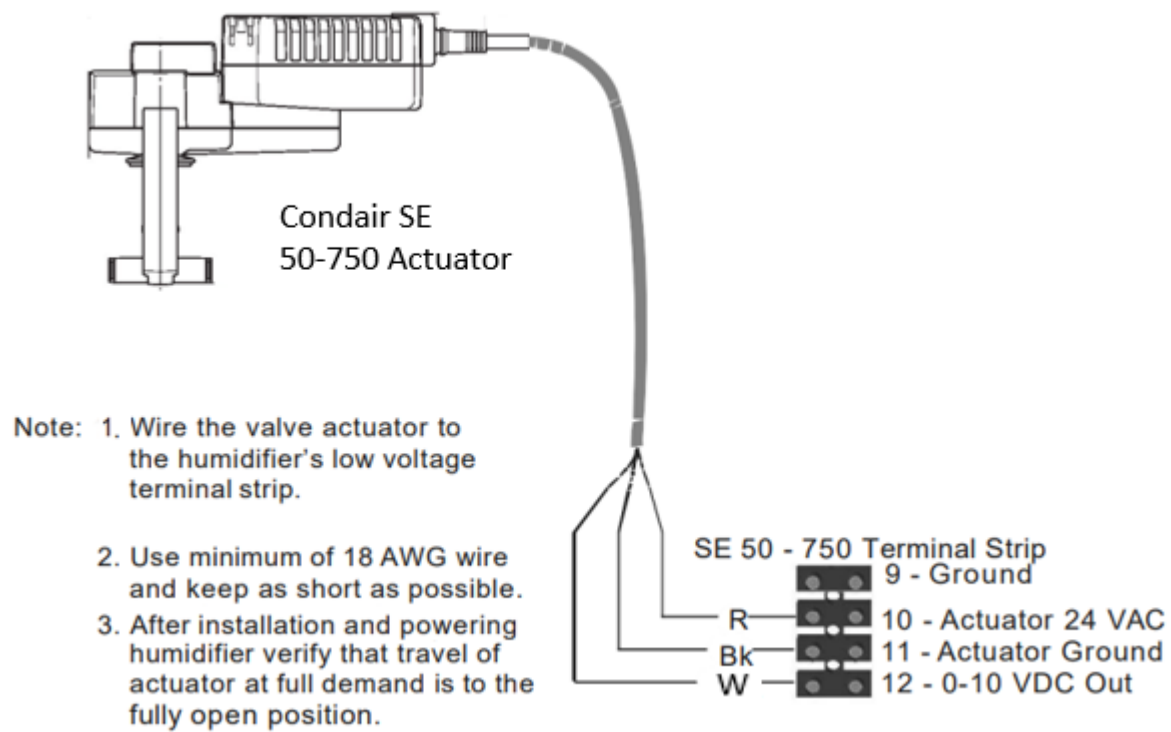 Condair SE
50-750 Actuator
Note: 1. Wire the valve actuator to
the humidifier's low voltage
terminal strip.
2. Use minimum of 18 AWG wire
and keep as short as possible.
3. After installation and powering
humidifier verify that travel of
actuator at full demand is to the
fully open position.
SE 50 - 750 Terminal Strip
9 - Ground
R 10 - Actuator 24 VAC
Bk 11 - Actuator Ground
W 12 - 0-10 VDC Out